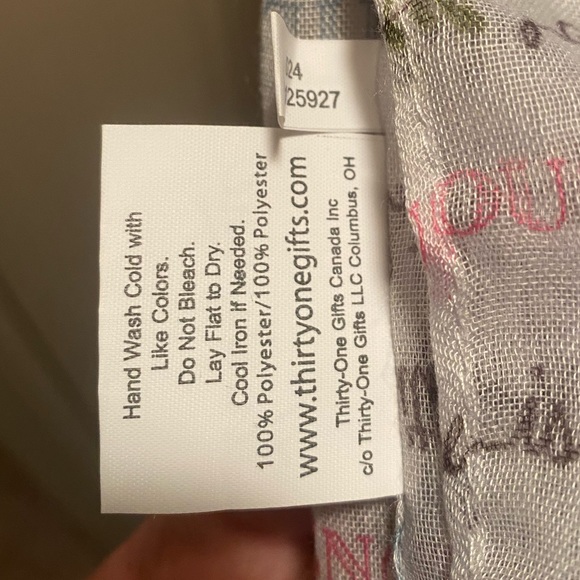 24
25927
Hand Wash Cold with
Like Colors.
Do Not Bleach.
Lay Flat to Dry.
Cool Iron If Needed.
100% Polyester/100% Polyester
www.thirtyonegifts.com
Thirty-One Gifts Canada Inc
c/o Thirty-One Gifts LLC Columbus, OH
YOU
N